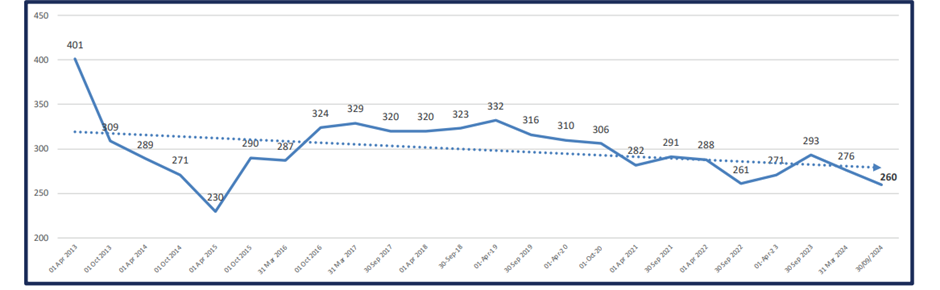 450
400
350
300
250
200
401
309
289
271
230
290
287
324
329
320
320
323
332
316
310
306
282
291
288
261
271
293
276
260
01 Apr 2013
01 Oct 2013
01 Apr 2014
01 Oct 2014
01 Apr 2015
01 Oct 2015
31 Mar 2016
01 Oct 2016
31 Mar 2017
30 Sep 2017
01 Apr 2018
30-Sep-18
01-Apr-19
30 Sep 2019
01-Apr-20
01-Oct-20
01 Apr 2021
30 Sep 2021
01 Apr 2022
30 Sep 2022
01-Apr-23
30 Sep 2023
31 Mar 2024
30/09/2024